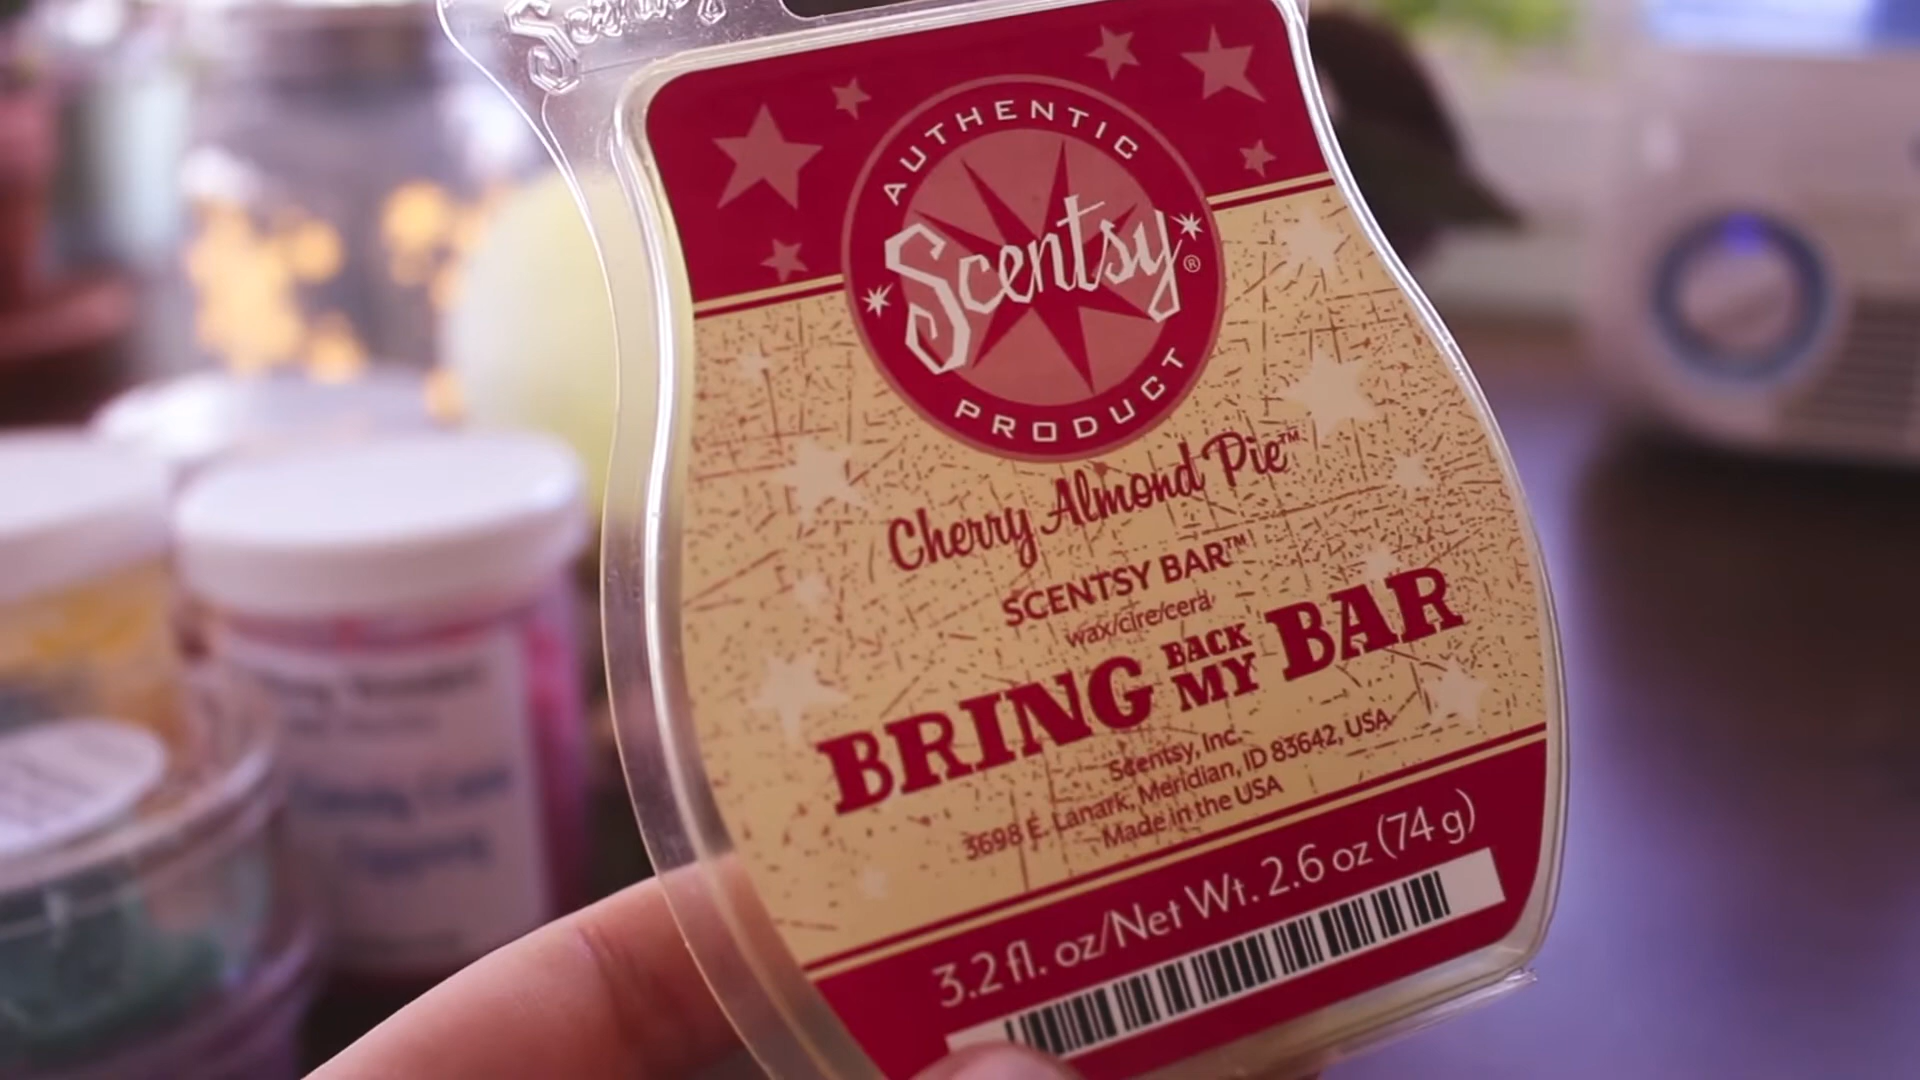 Scentsy
AUTHENTIC
Scentsy®
PRODUCT
Cherry Almond Pie™
SCENTSY BAR™
wax/cire/cera
BRING BACK MY BAR
Scentsy, Inc.
3698 E. Lanark, Meridian, ID 83642, USA
Made in the USA
3.2 fl. oz/Net Wt. 2.6 oz (74 g)